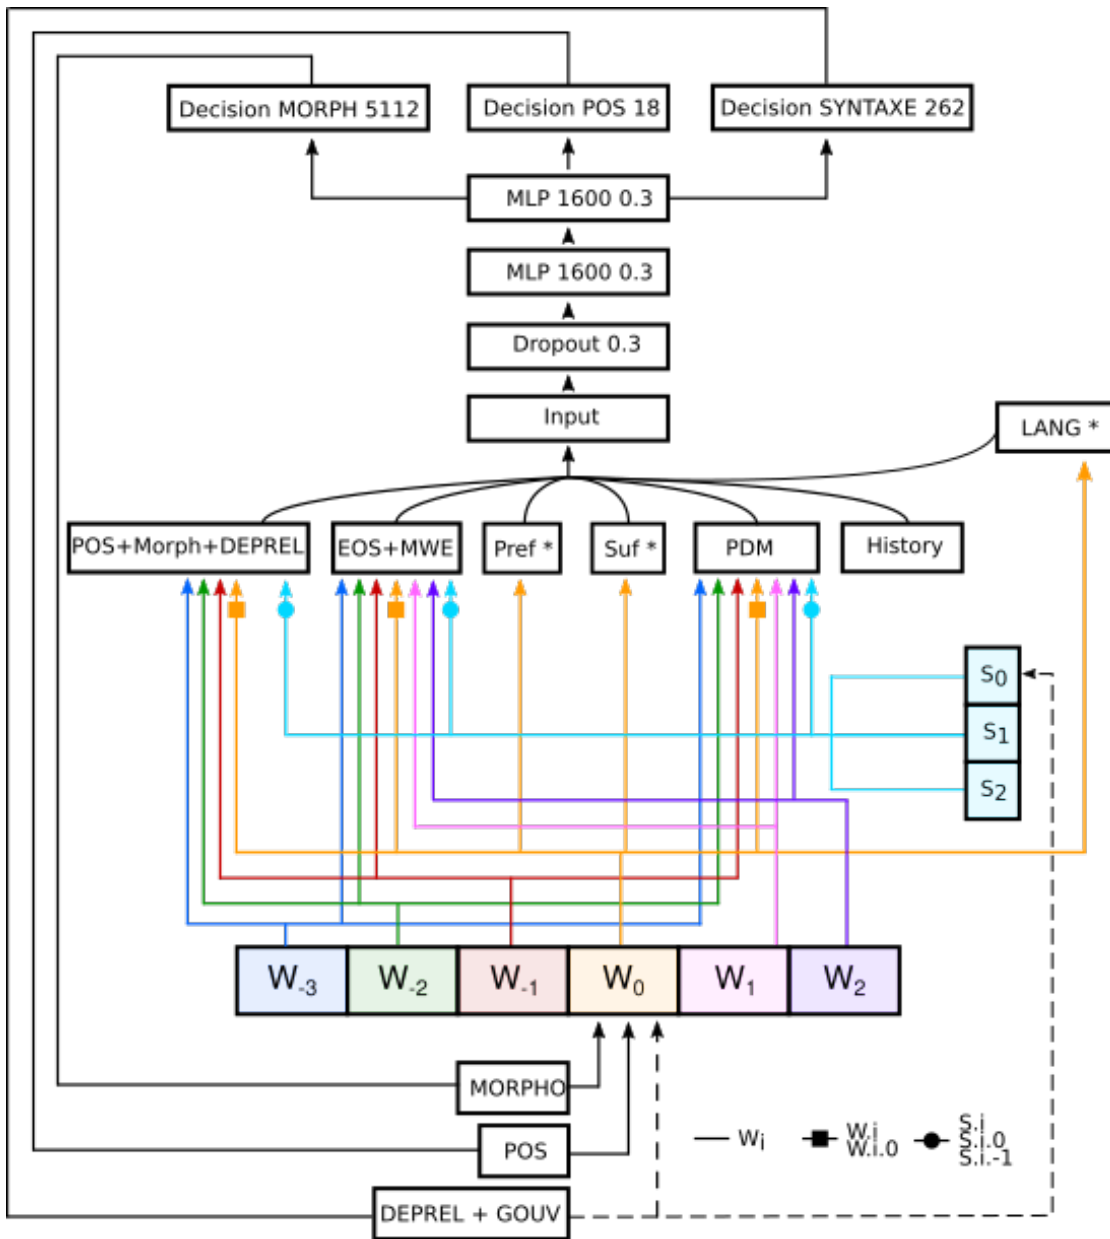 Decision MORPH 5112
Decision POS 18
Decision SYNTAXE 262
MLP 1600 0.3
MLP 1600 0.3
Dropout 0.3
Input
LANG *
POS+Morph+DEPREL
EOS+MWE
Pref *
Suf *
PDM
History
S0
S1
S2
W-3
W-2
W-1
W0
W1
W2
MORPHO
POS
DEPREL + GOUV
Wi
W.i
W.i.0
S.i
S.i.0
S.i.-1